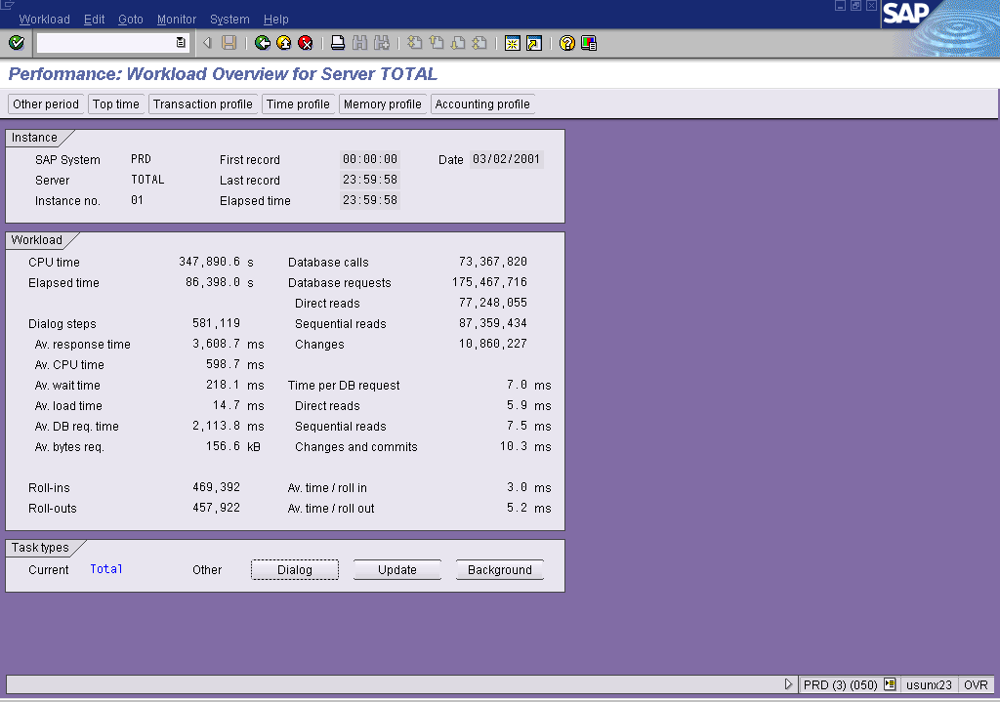 Workload Edit Goto Monitor System Help
SAP
Performance: Workload Overview for Server TOTAL
Other period Top time Transaction profile Time profile Memory profile Accounting profile
Instance
SAP System PRD First record 00:00:00 Date 03/02/2001
Server TOTAL Last record 23:59:58
Instance no. 01 Elapsed time 23:59:58
Workload
CPU time 347,890.6 s Database calls 73,367,820
Elapsed time 86,398.0 s Database requests 175,467,716
Direct reads 77,248,055
Dialog steps 581,119 Sequential reads 87,359,434
Av. response time 3,608.7 ms Changes 10,860,227
Av. CPU time 598.7 ms
Av. wait time 218.1 ms Time per DB request 7.0 ms
Av. load time 14.7 ms Direct reads 5.9 ms
Av. DB req. time 2,113.8 ms Sequential reads 7.5 ms
Av. bytes req. 156.6 kB Changes and commits 10.3 ms
Roll-ins 469,392 Av. time / roll in 3.0 ms
Roll-outs 457,922 Av. time / roll out 5.2 ms
Task types
Current Total Other Dialog Update Background
PRD (3) (050) usunx23 OVR